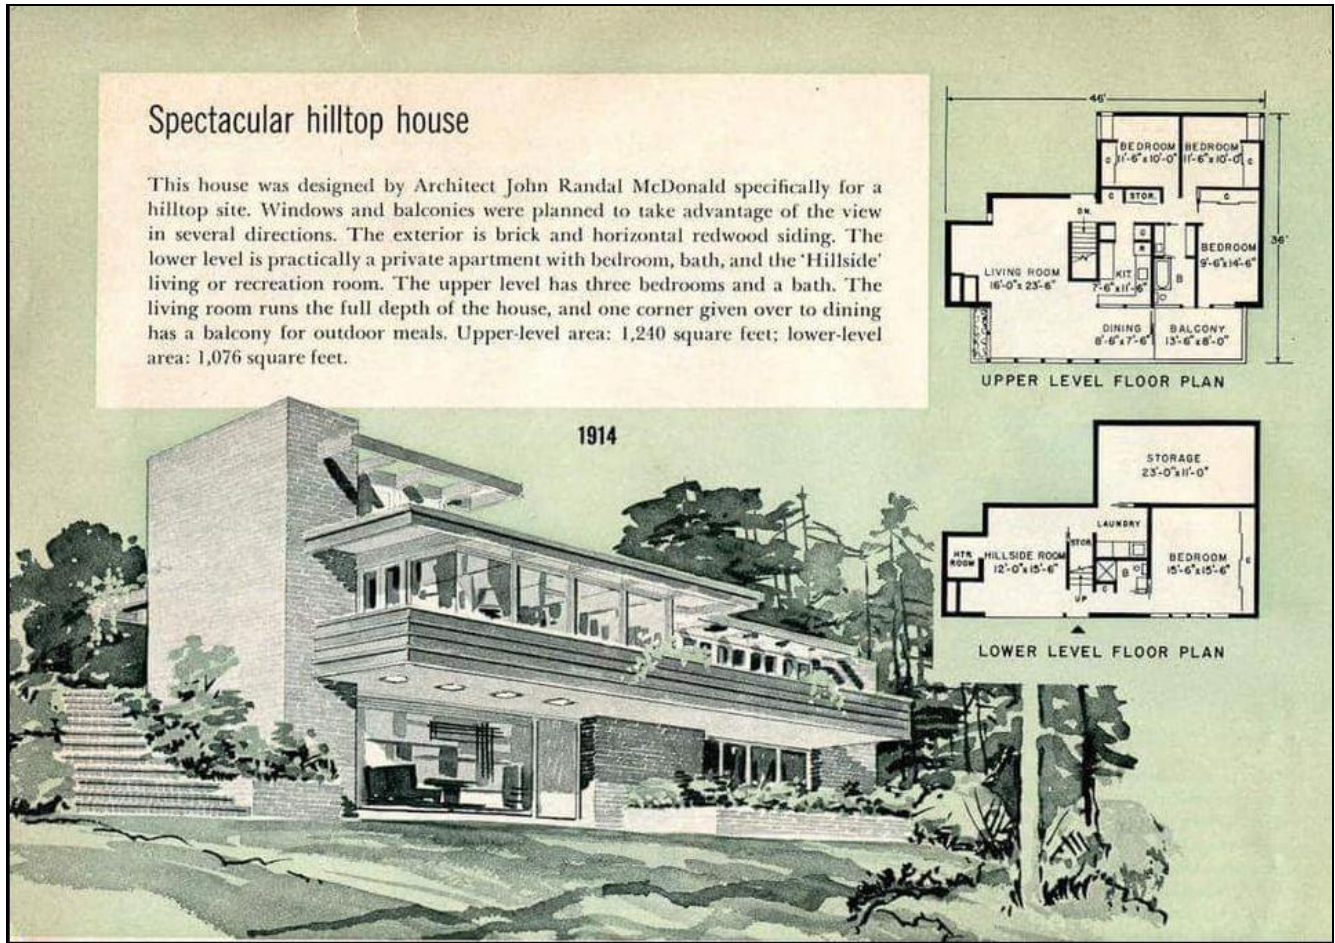 Spectacular hilltop house
This house was designed by Architect John Randal McDonald specifically for a
hilltop site. Windows and balconies were planned to take advantage of the view
in several directions. The exterior is brick and horizontal redwood siding. The
lower level is practically a private apartment with bedroom, bath, and the 'Hillside'
living or recreation room. The upper level has three bedrooms and a bath. The
living room runs the full depth of the house, and one corner given over to dining
has a balcony for outdoor meals. Upper-level area: 1,240 square feet; lower-level
area: 1,076 square feet.
1914
46'
36'
BEDROOM
11'-6"x10'-0"
BEDROOM
11'-6"x10'-0"
C
C
C
STOR.
C
DN.
LIVING ROOM
16'-0"x 23'-6"
KIT
7'-6"x11'-6"
B
BEDROOM
9'-6"x14'-6"
DINING
8'-6"x7'-6"
BALCONY
13'-6"x8'-0"
UPPER LEVEL FLOOR PLAN
STORAGE
23'-0"x11'-0"
LAUNDRY
STOR.
HTR.
ROOM
HILLSIDE ROOM
12'-0"x15'-6"
B
C
UP
BEDROOM
15'-6"x15'-6"
C
LOWER LEVEL FLOOR PLAN